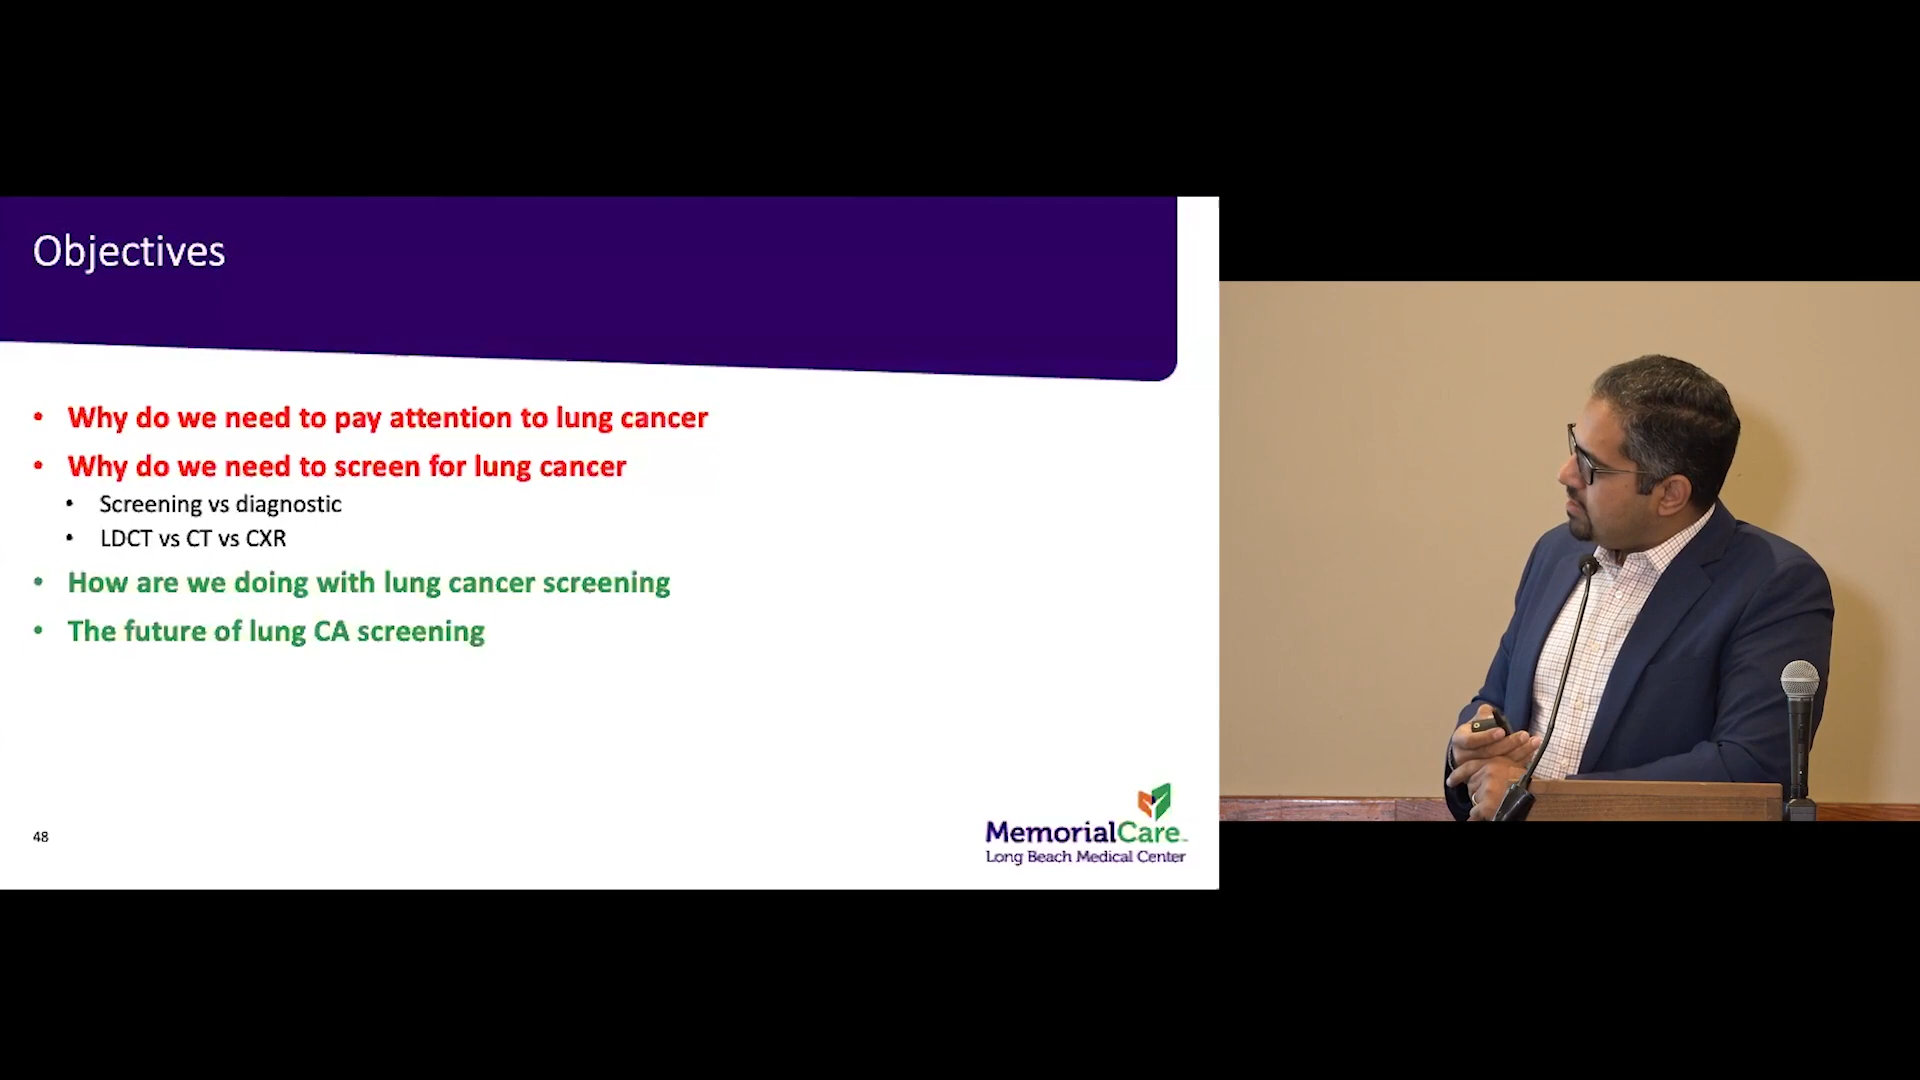 Objectives
• Why do we need to pay attention to lung cancer
• Why do we need to screen for lung cancer
• Screening vs diagnostic
• LDCT vs CT vs CXR
• How are we doing with lung cancer screening
• The future of lung CA screening
48
MemorialCare™
Long Beach Medical Center